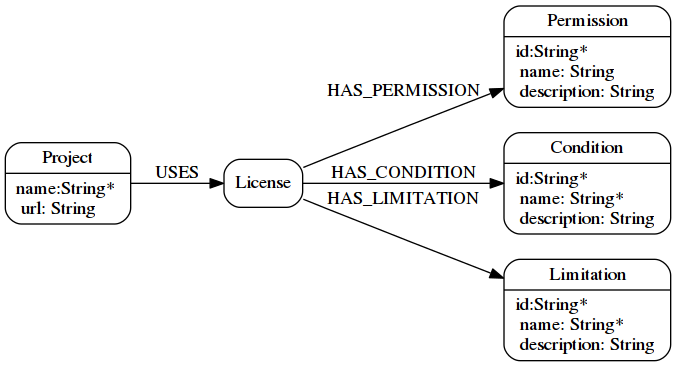 Project
name:String*
url: String
USES
License
HAS_PERMISSION
HAS_CONDITION
HAS_LIMITATION
Permission
id:String*
name: String
description: String
Condition
id:String*
name: String*
description: String
Limitation
id:String*
name: String*
description: String